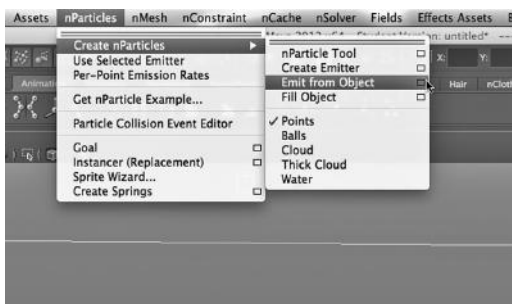 Assets nParticles nMesh nConstraint nCache nSolver Fields Effects Assets
Create nParticles
Use Selected Emitter
Per-Point Emission Rates
Get nParticle Example...
Particle Collision Event Editor
Goal
Instancer (Replacement)
Sprite Wizard...
Create Springs
nParticle Tool
Create Emitter
Emit from Object
Fill Object
✓ Points
Balls
Cloud
Thick Cloud
Water
X: Y:
Hair
untitled*